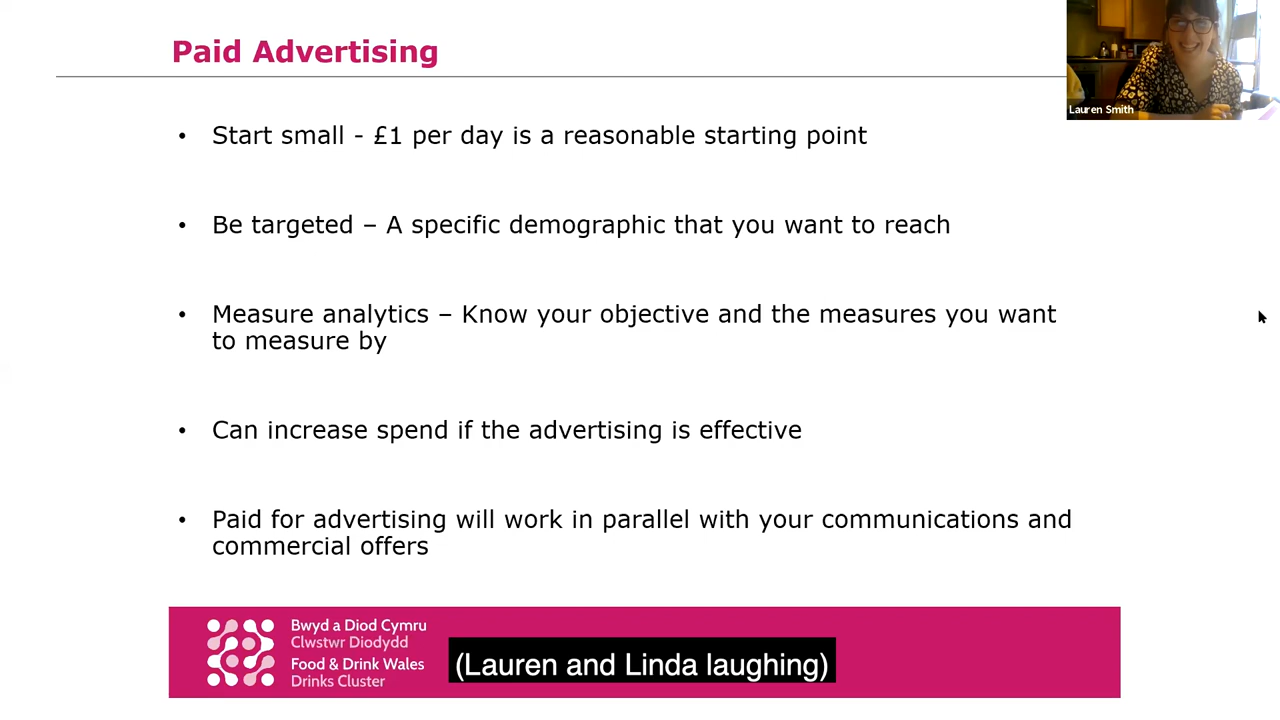 Paid Advertising
Lauren Smith
• Start small - £1 per day is a reasonable starting point
• Be targeted – A specific demographic that you want to reach
• Measure analytics – Know your objective and the measures you want
to measure by
• Can increase spend if the advertising is effective
• Paid for advertising will work in parallel with your communications and
commercial offers
Bwyd a Diod Cymru
Clwstwr Diodydd
Food & Drink Wales
Drinks Cluster
(Lauren and Linda laughing)